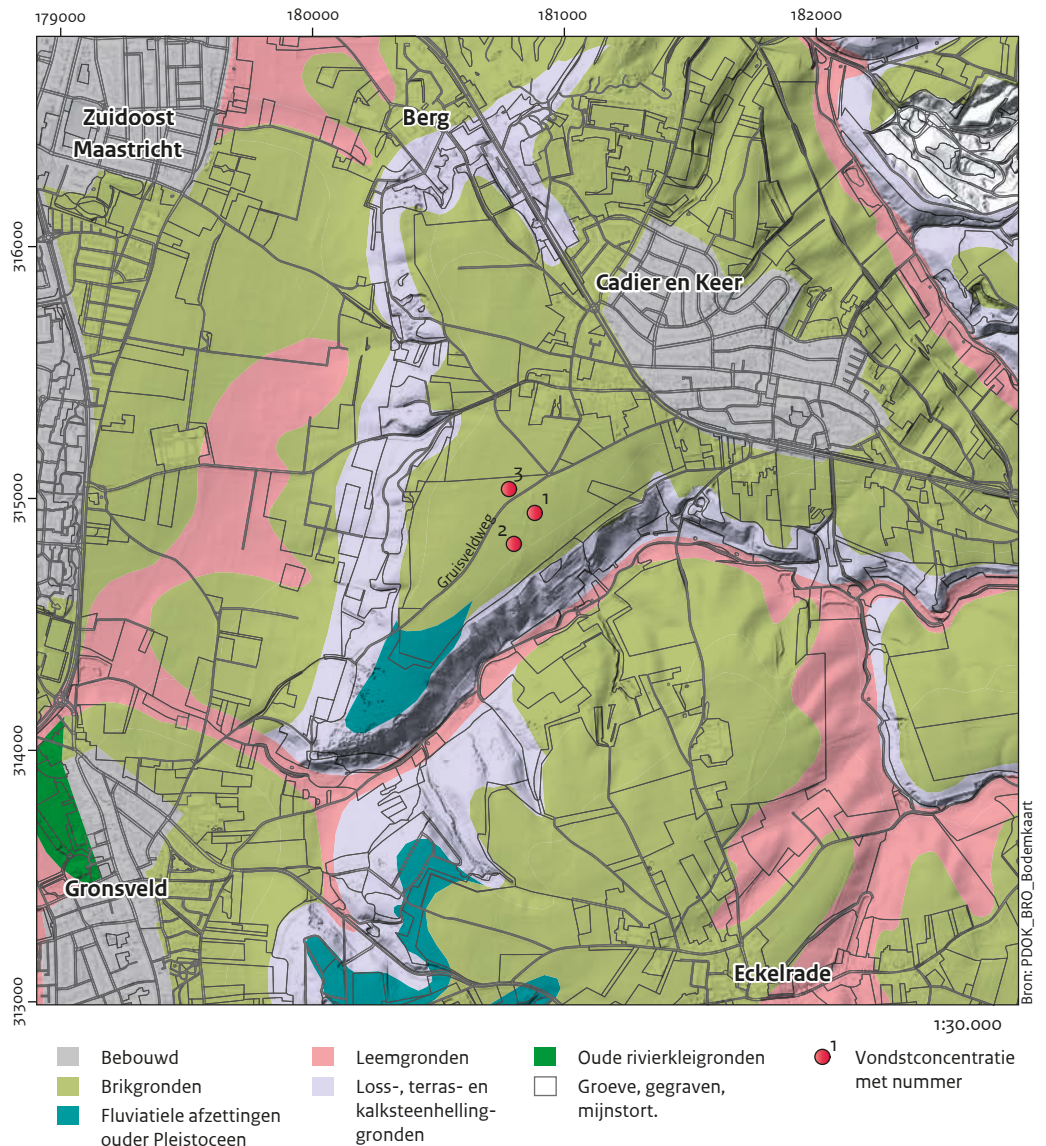 179000
180000
181000
182000
Zuidoost
Maastricht
Berg
316000
Cadier en Keer
315000
3
1
2
Gruisveldweg
314000
Gronsveld
Eckelrade
313000
Bron: PDOK_BRO_Bodemkaart
1:30.000
Bebouwd
Brikgronden
Fluviatiele afzettingen
ouder Pleistoceen
Leemgronden
Loss-, terras- en
kalksteenhelling-
gronden
Oude rivierkleigronden
Groeve, gegraven,
mijnstort.
1
Vondstconcentratie
met nummer